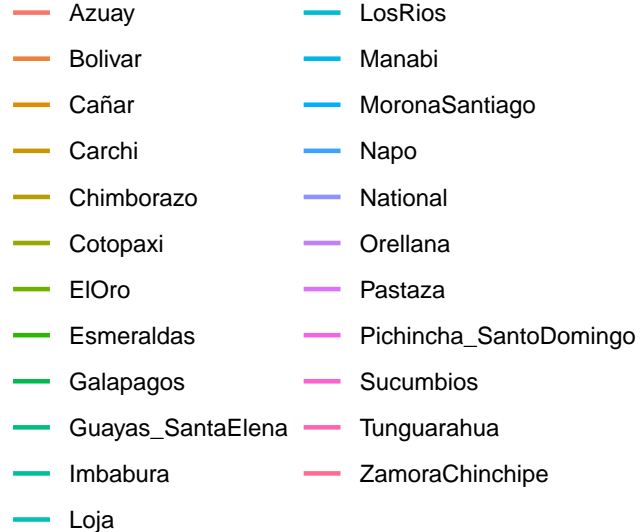 Azuay
Bolivar
Cañar
Carchi
Chimborazo
Cotopaxi
ElOro
Esmeraldas
Galapagos
Guayas_SantaElena
Imbabura
Loja
LosRios
Manabi
MoronaSantiago
Napo
National
Orellana
Pastaza
Pichincha_SantoDomingo
Sucumbios
Tunguarahua
ZamoraChinchipe